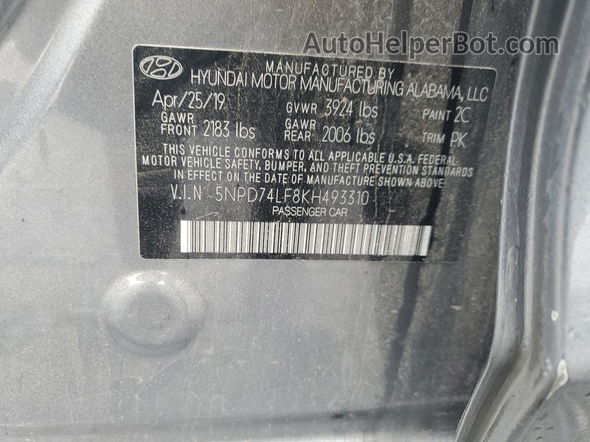 AutoHelperBot.com
MANUFACTURED BY
HYUNDAI MOTOR MANUFACTURING ALABAMA, LLC
Apr/25/19 GVWR 3924 lbs PAINT 2C
GAWR FRONT 2183 lbs GAWR REAR 2006 lbs TRIM PK
THIS VEHICLE CONFORMS TO ALL APPLICABLE U.S.A. FEDERAL
MOTOR VEHICLE SAFETY, BUMPER, AND THEFT PREVENTION STANDARDS
IN EFFECT ON THE DATE OF MANUFACTURE SHOWN ABOVE.
V.I.N - 5NPD74LF8KH493310
PASSENGER CAR